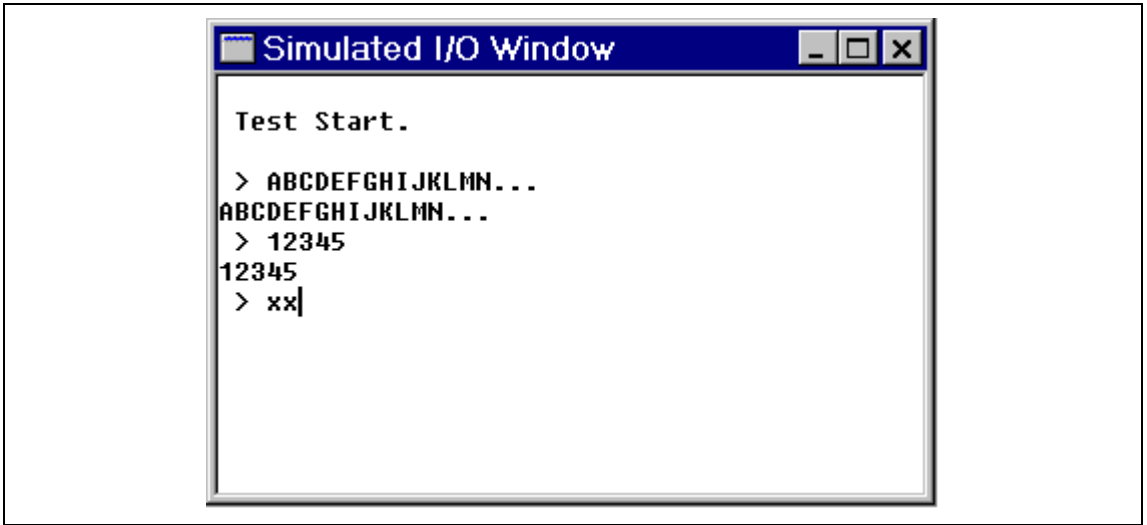 Simulated I/O Window
Test Start.
> ABCDEFGHIJKLMN...
ABCDEFGHIJKLMN...
> 12345
12345
> xx